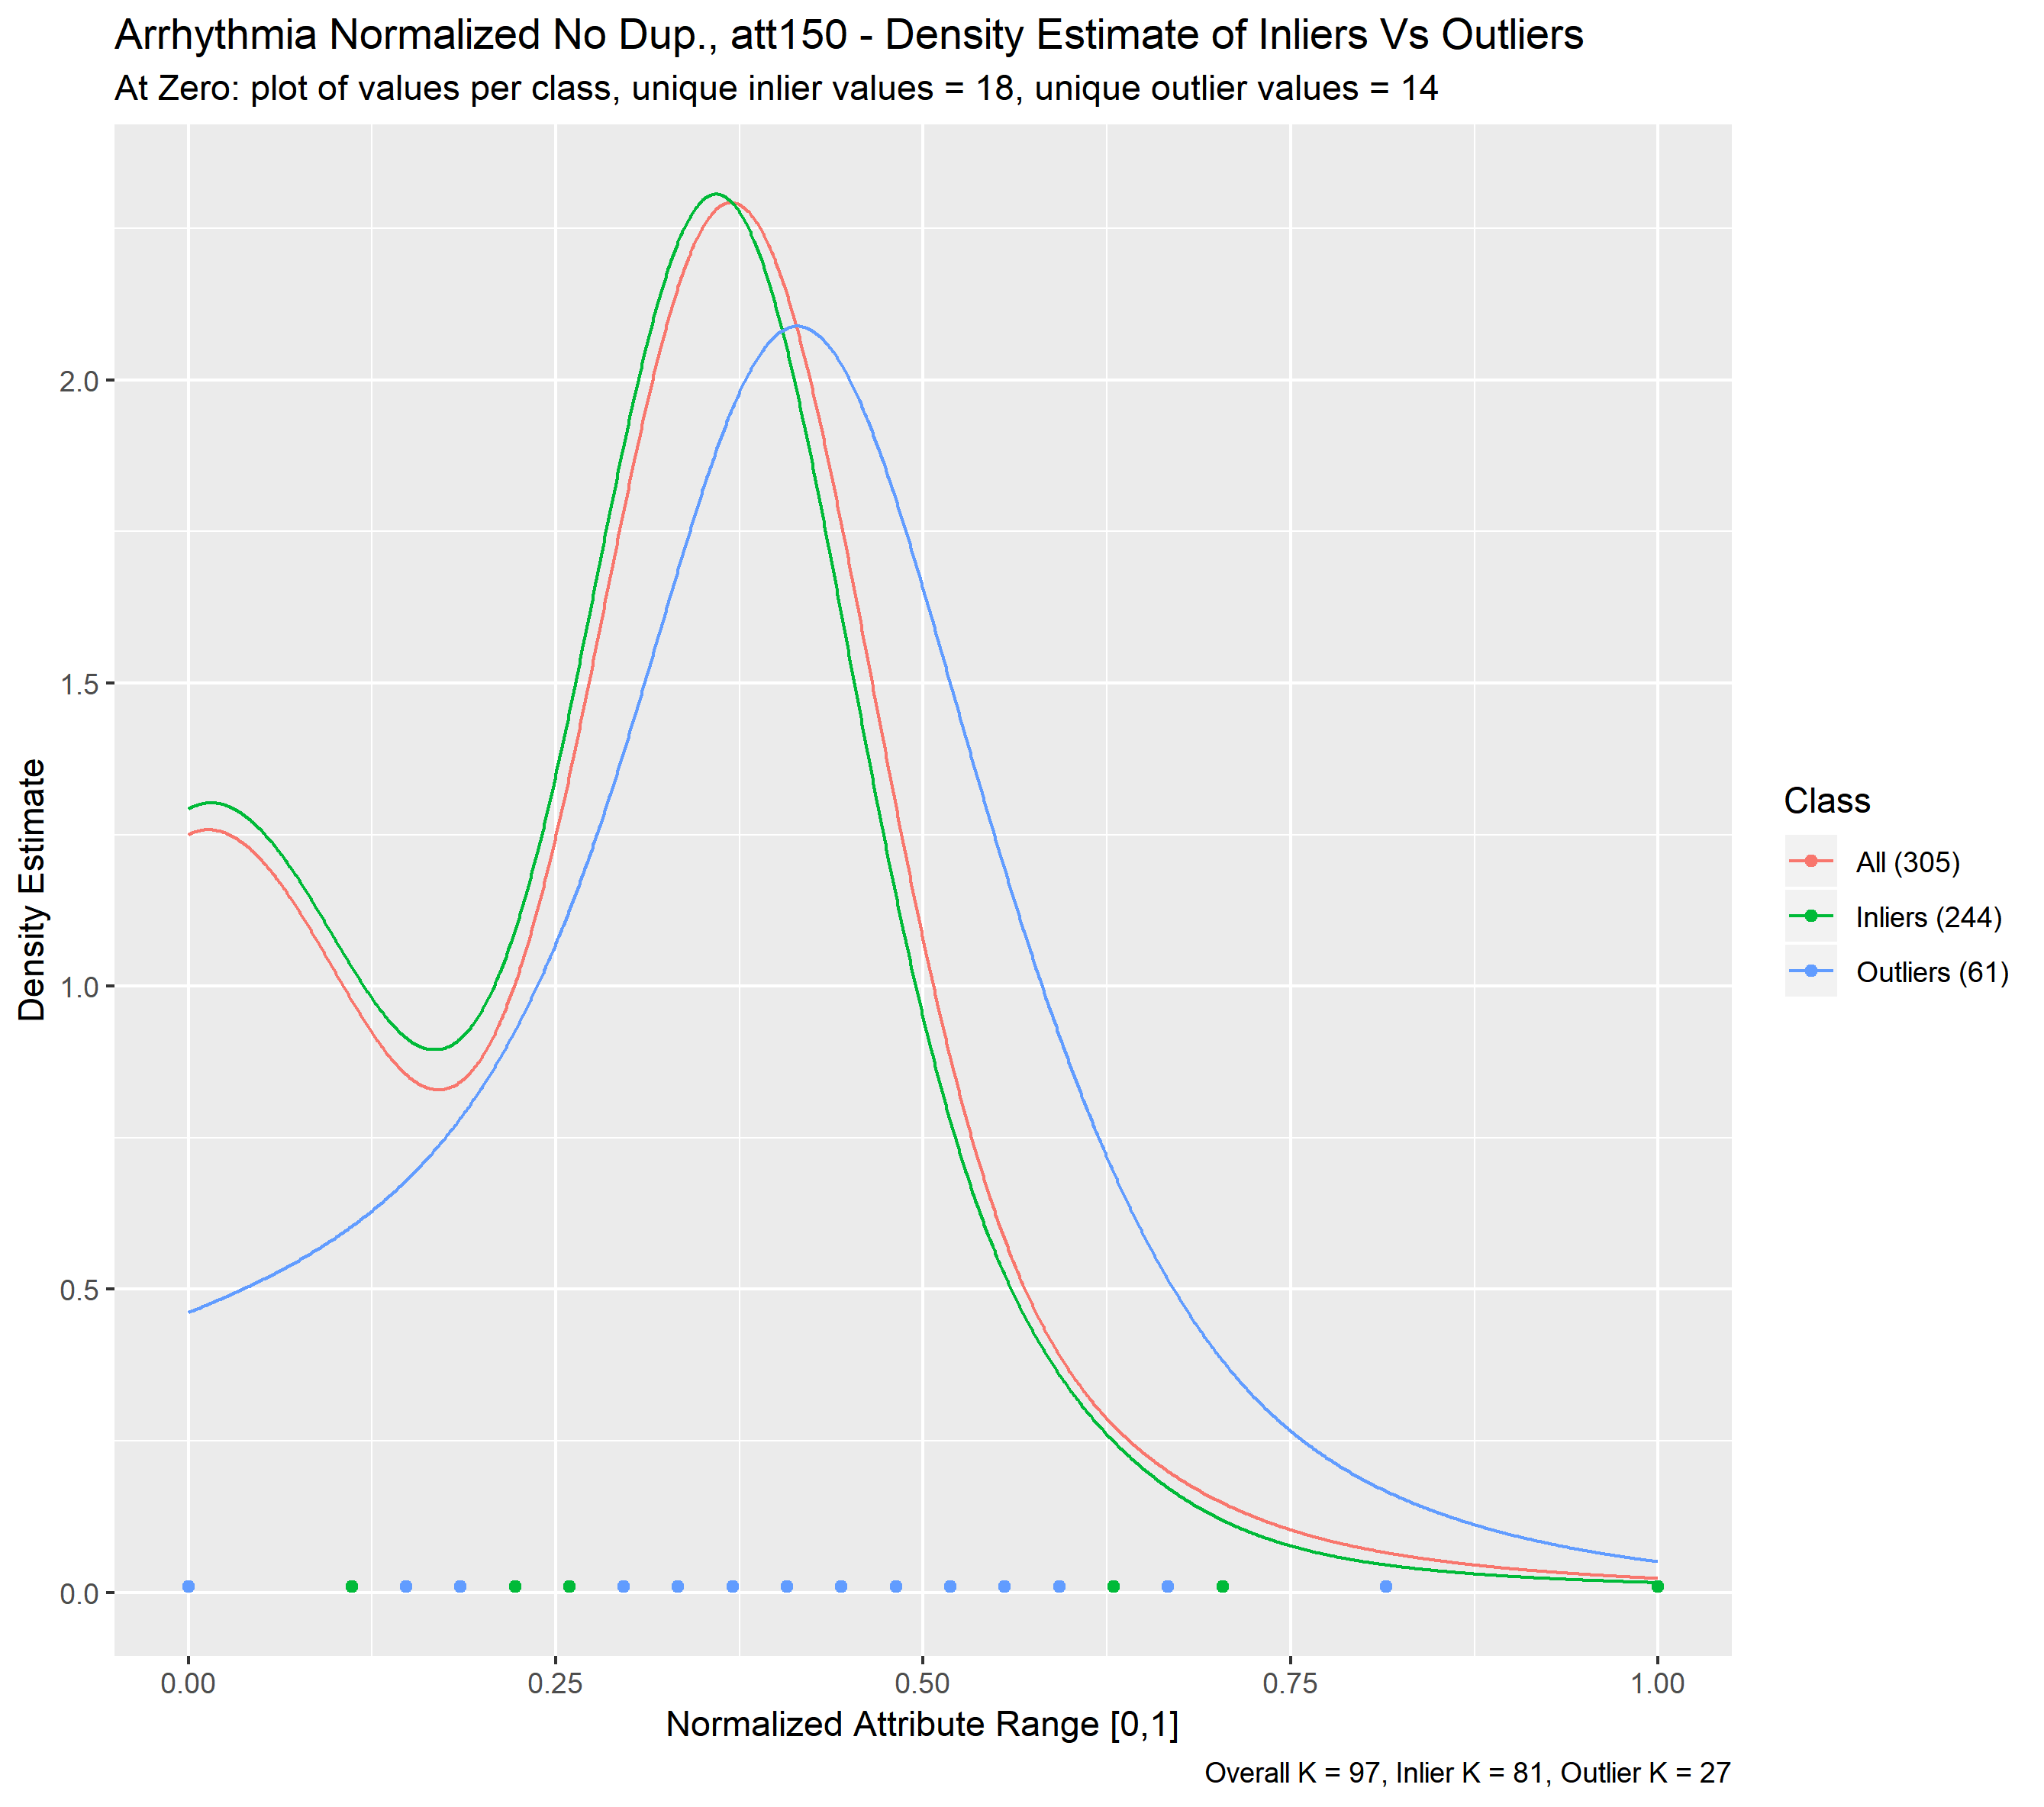 Arrhythmia Normalized No Dup., att150 - Density Estimate of Inliers Vs Outliers
At Zero: plot of values per class, unique inlier values = 18, unique outlier values = 14
Density Estimate
2.0
1.5
1.0
0.5
0.0
0.00 0.25 0.50 0.75 1.00
Normalized Attribute Range [0,1]
Class
All (305)
Inliers (244)
Outliers (61)
Overall K = 97, Inlier K = 81, Outlier K = 27